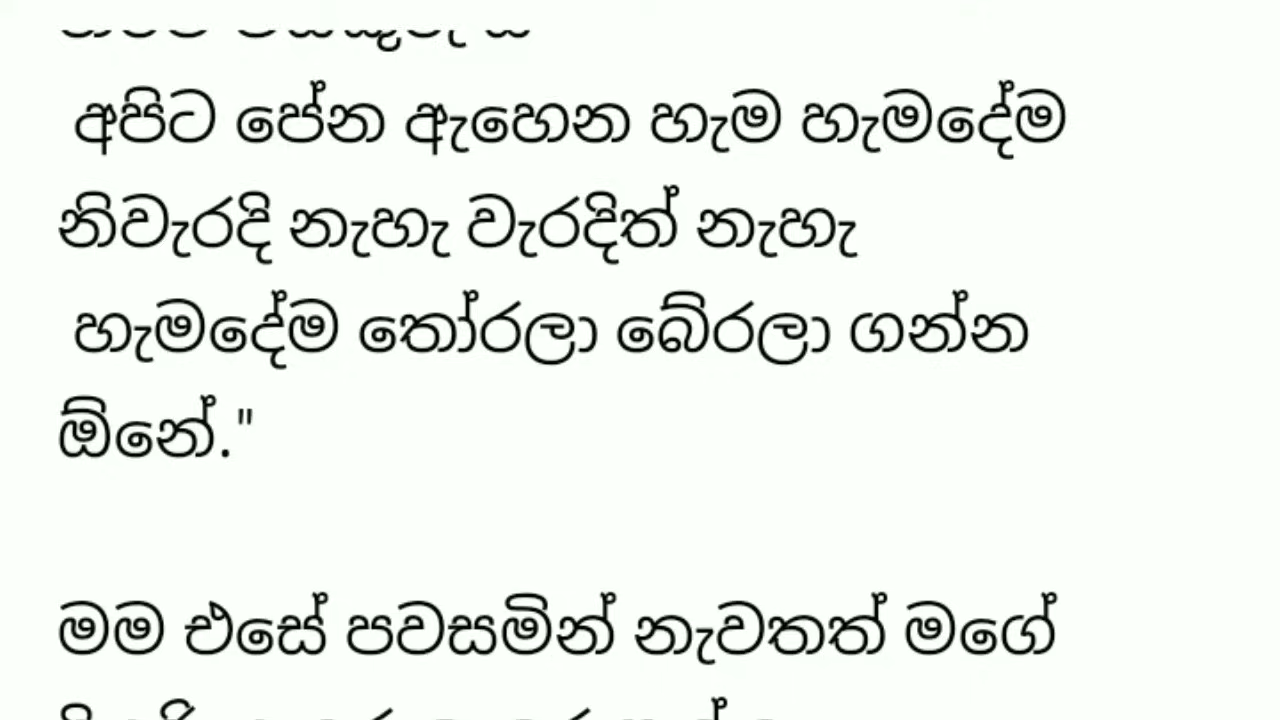 අපිට පේන ඇහෙන හැම හැමදේම
නිවැරදි නැහැ වැරදිත් නැහැ
හැමදේම තෝරලා බේරලා ගන්න
ඕනේ."
මම එසේ පවසමින් නැවතත් මගේ